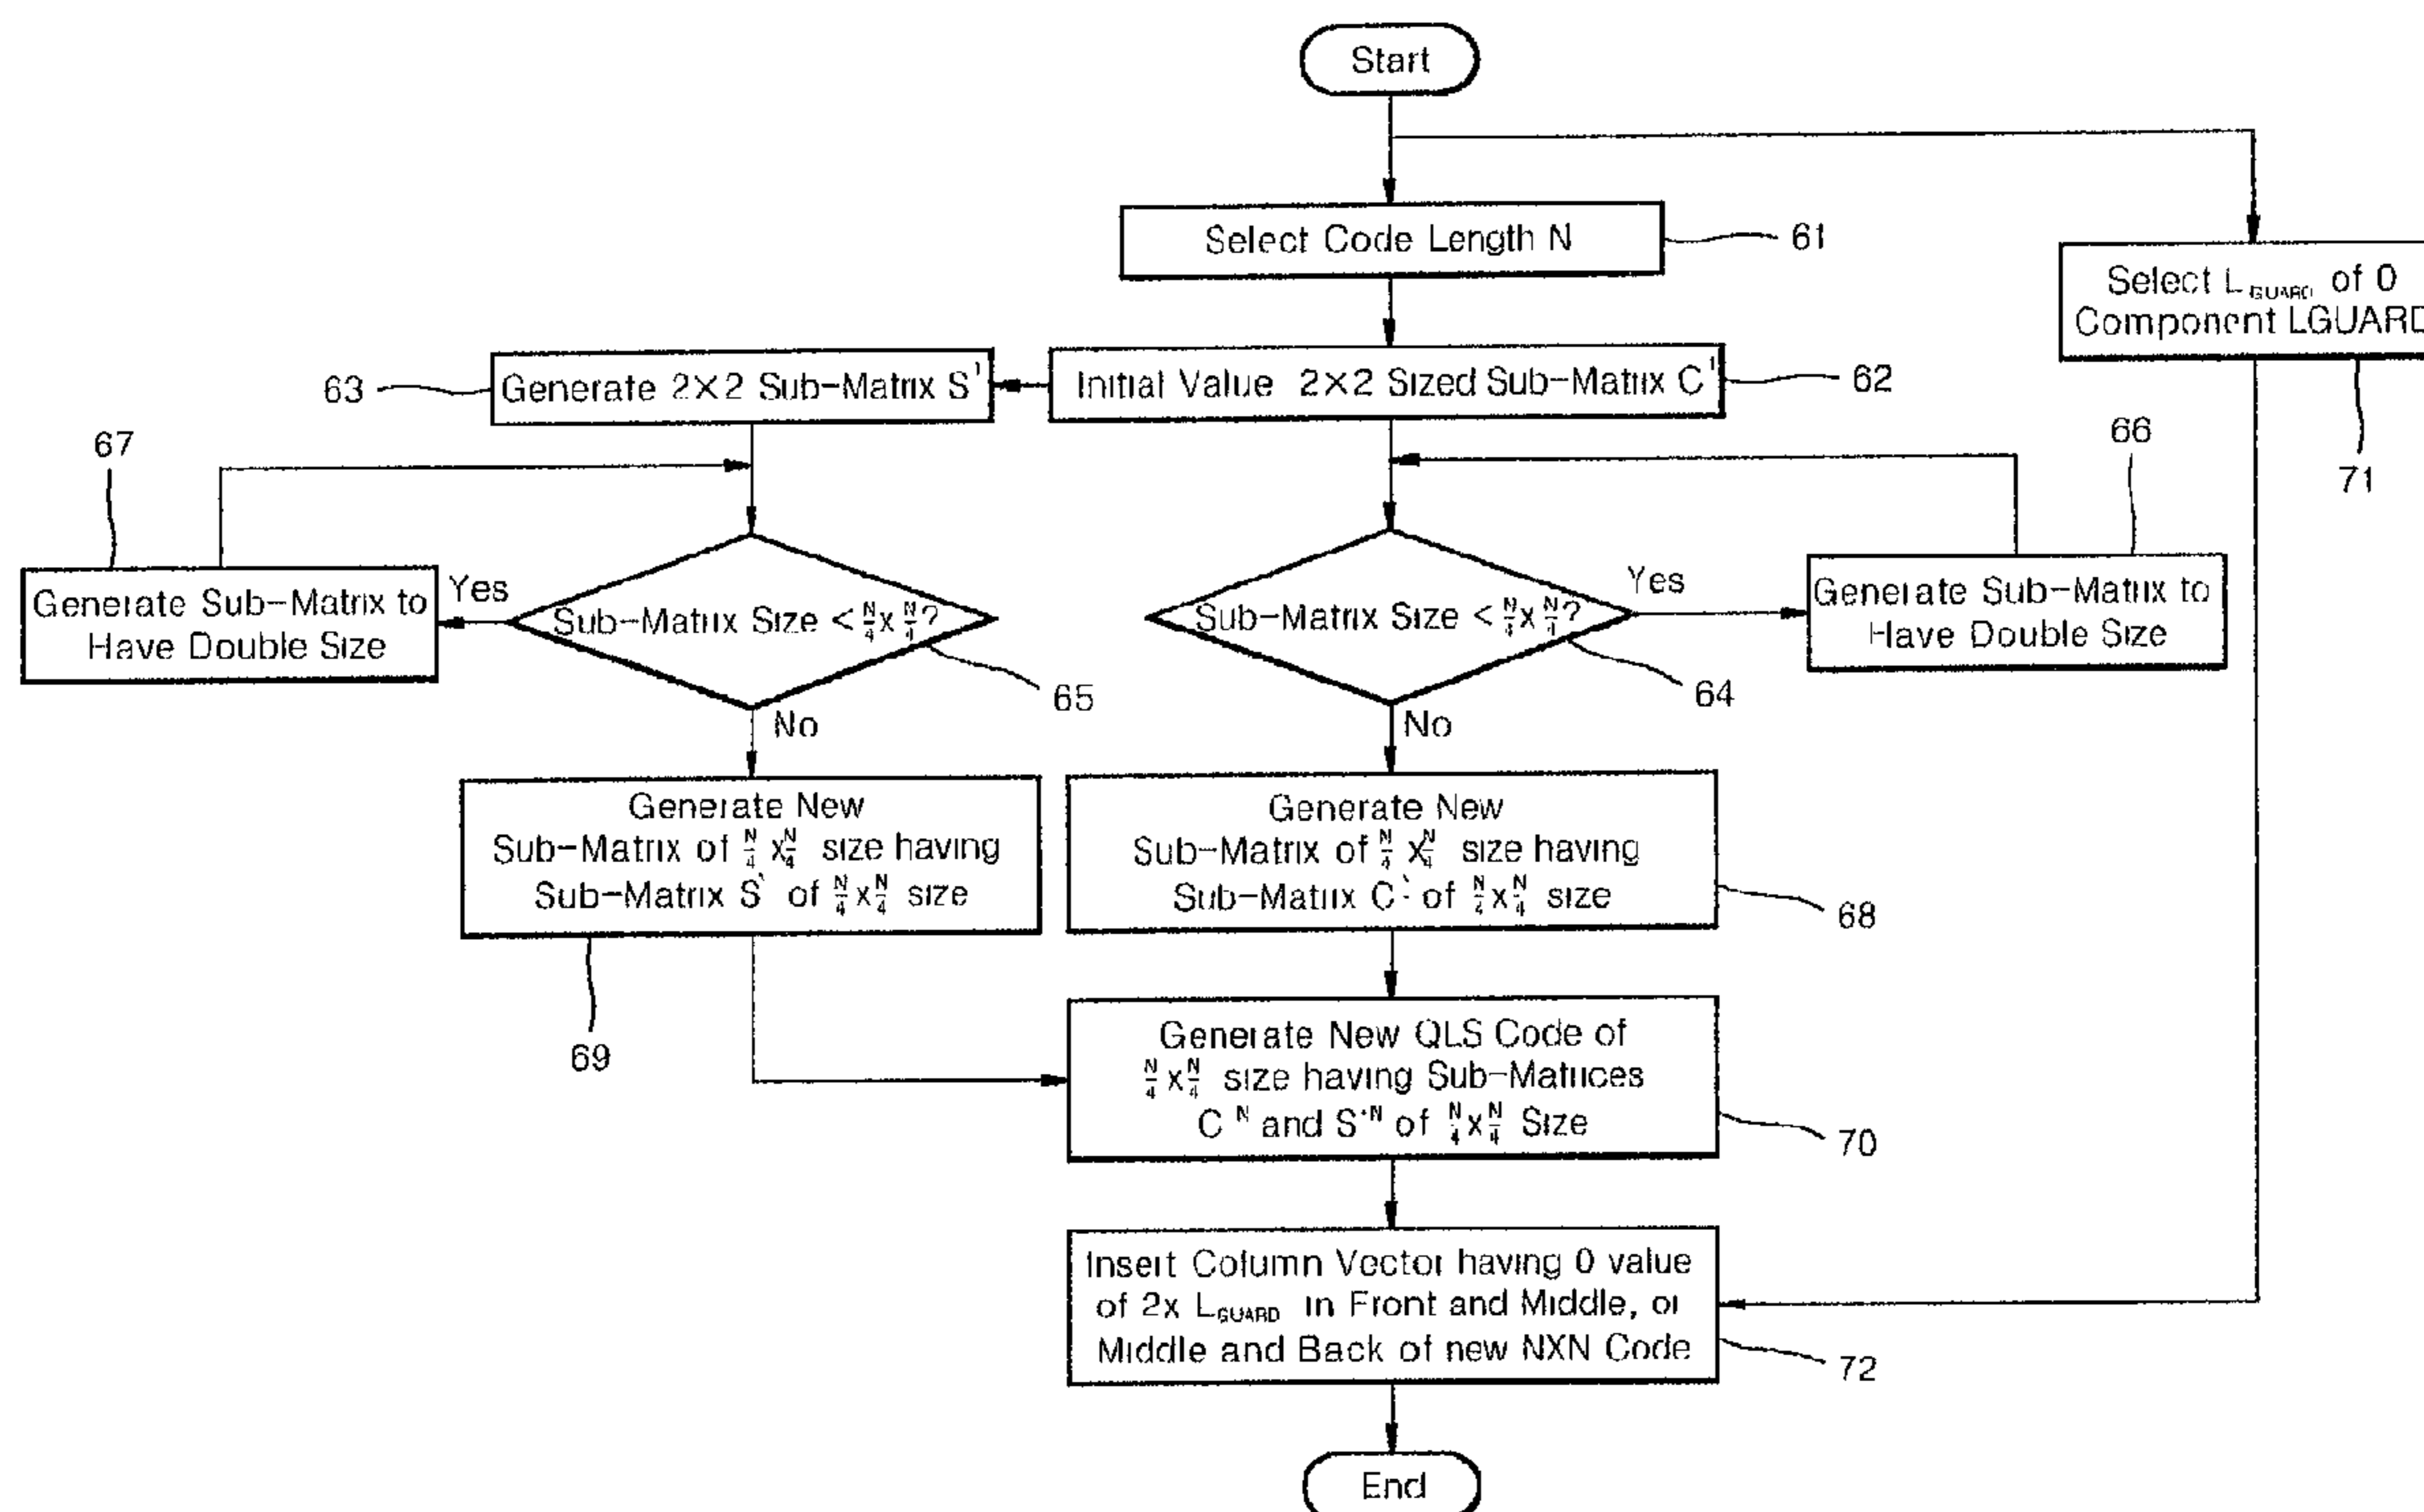 Start
Select Code Length N
61
Select L GUARD of 0
Component LGUARD
71
Generate 2×2 Sub-Matrix S'
63
Initial Value 2×2 Sized Sub-Matrix C'
62
67
66
Generate Sub-Matrix to
Have Double Size
Yes
Sub-Matrix Size < N/4 x N/4?
65
No
Sub-Matrix Size < N/4 x N/4?
64
Yes
No
Generate Sub-Matrix to
Have Double Size
Generate New
Sub-Matrix of N/4 x N/4 size having
Sub-Matrix S` of N/4 x N/4 size
69
Generate New
Sub-Matrix of N/4 x N/4 size having
Sub-Matrix C` of N/4 x N/4 size
68
Generate New QLS Code of
N/4 x N/4 size having Sub-Matrices
C N and S N of N/4 x N/4 Size
70
Insert Column Vector having 0 value
of 2x L GUARD in Front and Middle, or
Middle and Back of new NXN Code
72
End